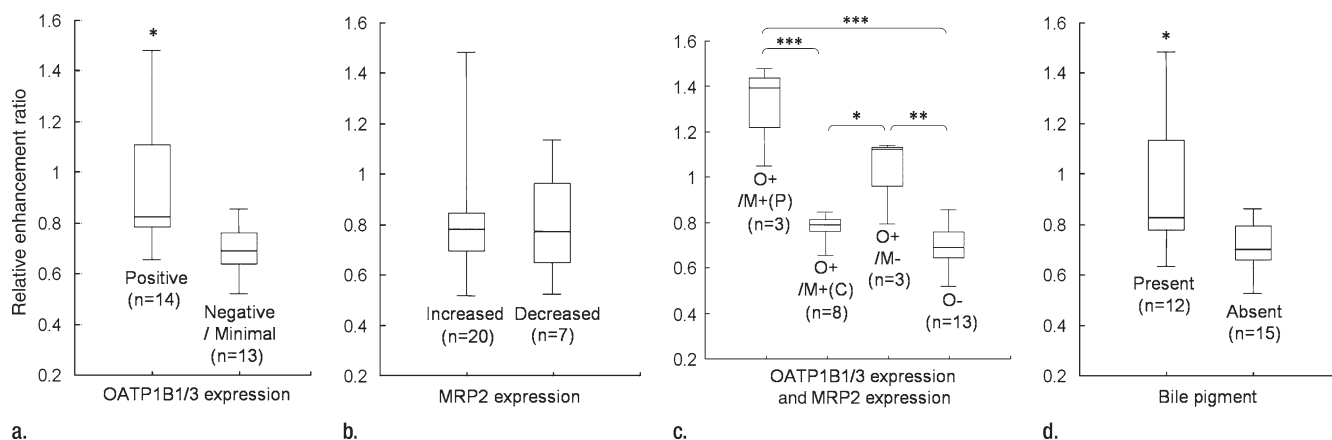 Relative enhancement ratio
1.6
1.4
1.2
1
0.8
0.6
0.4
0.2
*
Positive
(n=14)
Negative
/ Minimal
(n=13)
OATP1B1/3 expression
a.
1.6
1.4
1.2
1
0.8
0.6
0.4
0.2
Increased
(n=20)
Decreased
(n=7)
MRP2 expression
b.
1.6
1.4
1.2
1.0
0.8
0.6
0.4
0.2
***
***
*
**
O+
/M+(P)
(n=3)
O+
/M+(C)
(n=8)
O+
/M-
(n=3)
O-
(n=13)
OATP1B1/3 expression
and MRP2 expression
c.
1.6
1.4
1.2
1
0.8
0.6
0.4
0.2
*
Present
(n=12)
Absent
(n=15)
Bile pigment
d.